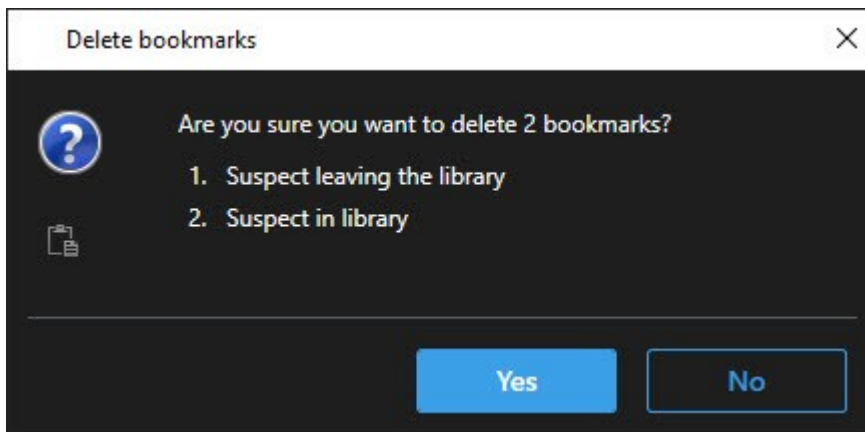 Delete bookmarks
Are you sure you want to delete 2 bookmarks?
1. Suspect leaving the library
2. Suspect in library
Yes
No